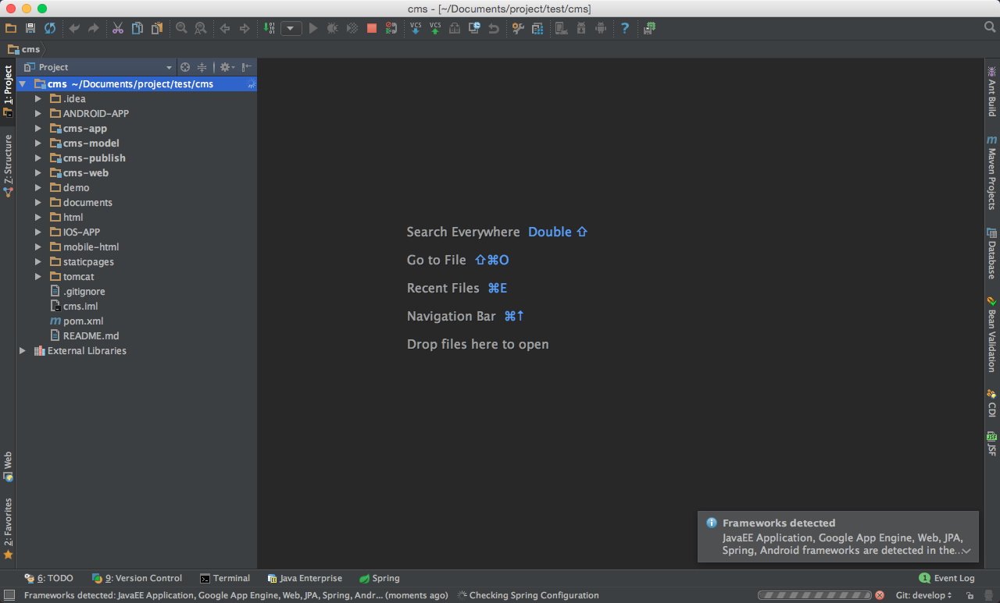 cms - [~/Documents/project/test/cms]
VCS VCS ?
cms
1: Project
7: Structure
Web
2: Favorites
Project
cms ~/Documents/project/test/cms
.idea
ANDROID-APP
cms-app
cms-model
cms-publish
cms-web
demo
documents
html
IOS-APP
mobile-html
staticpages
tomcat
.gitignore
cms.iml
m pom.xml
README.md
External Libraries
Search Everywhere Double ⇧
Go to File ⇧⌘O
Recent Files ⌘E
Navigation Bar ⌘↑
Drop files here to open
Ant Build
m Maven Projects
Database
Bean Validation
CDI
JSF JSF
Frameworks detected
JavaEE Application, Google App Engine, Web, JPA,
Spring, Android frameworks are detected in the...
6: TODO 9: Version Control Terminal Java Enterprise Spring 1 Event Log
Frameworks detected: JavaEE Application, Google App Engine, Web, JPA, Spring, Andr... (moments ago) Checking Spring Configuration Git: develop